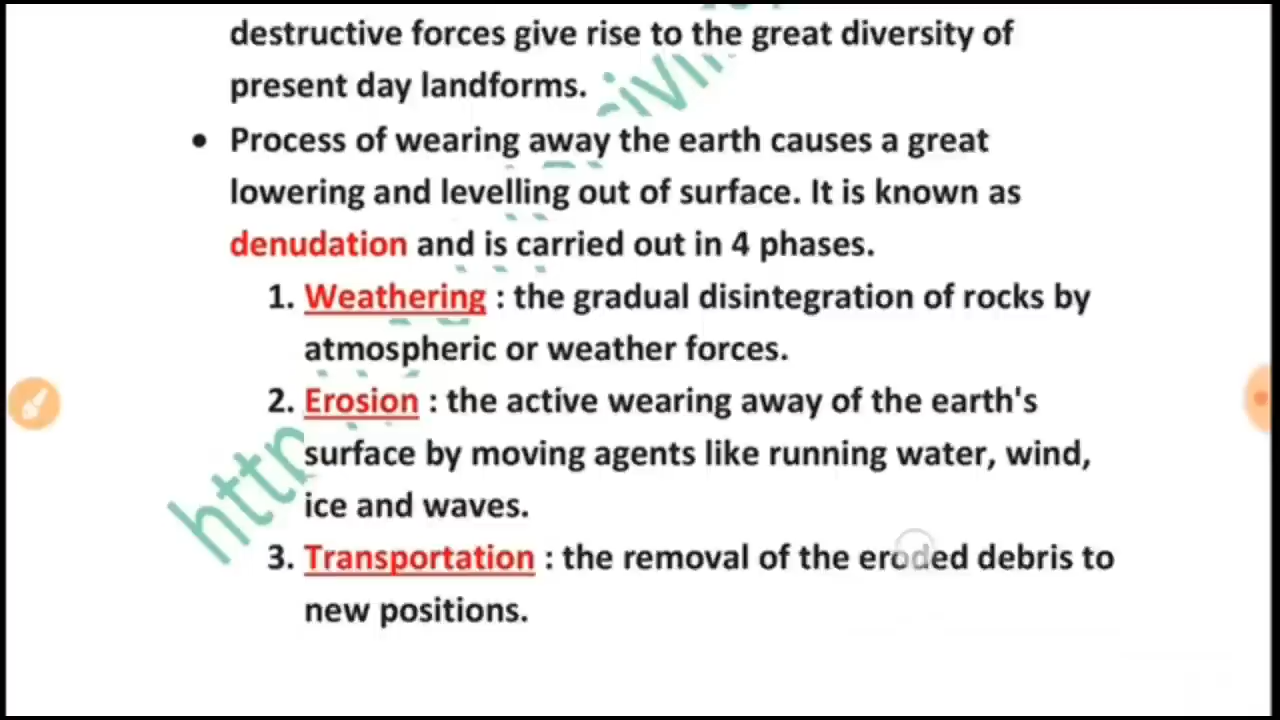 destructive forces give rise to the great diversity of
present day landforms.
• Process of wearing away the earth causes a great
lowering and levelling out of surface. It is known as
denudation and is carried out in 4 phases.
1. Weathering : the gradual disintegration of rocks by
atmospheric or weather forces.
2. Erosion : the active wearing away of the earth's
surface by moving agents like running water, wind,
ice and waves.
3. Transportation : the removal of the eroded debris to
new positions.